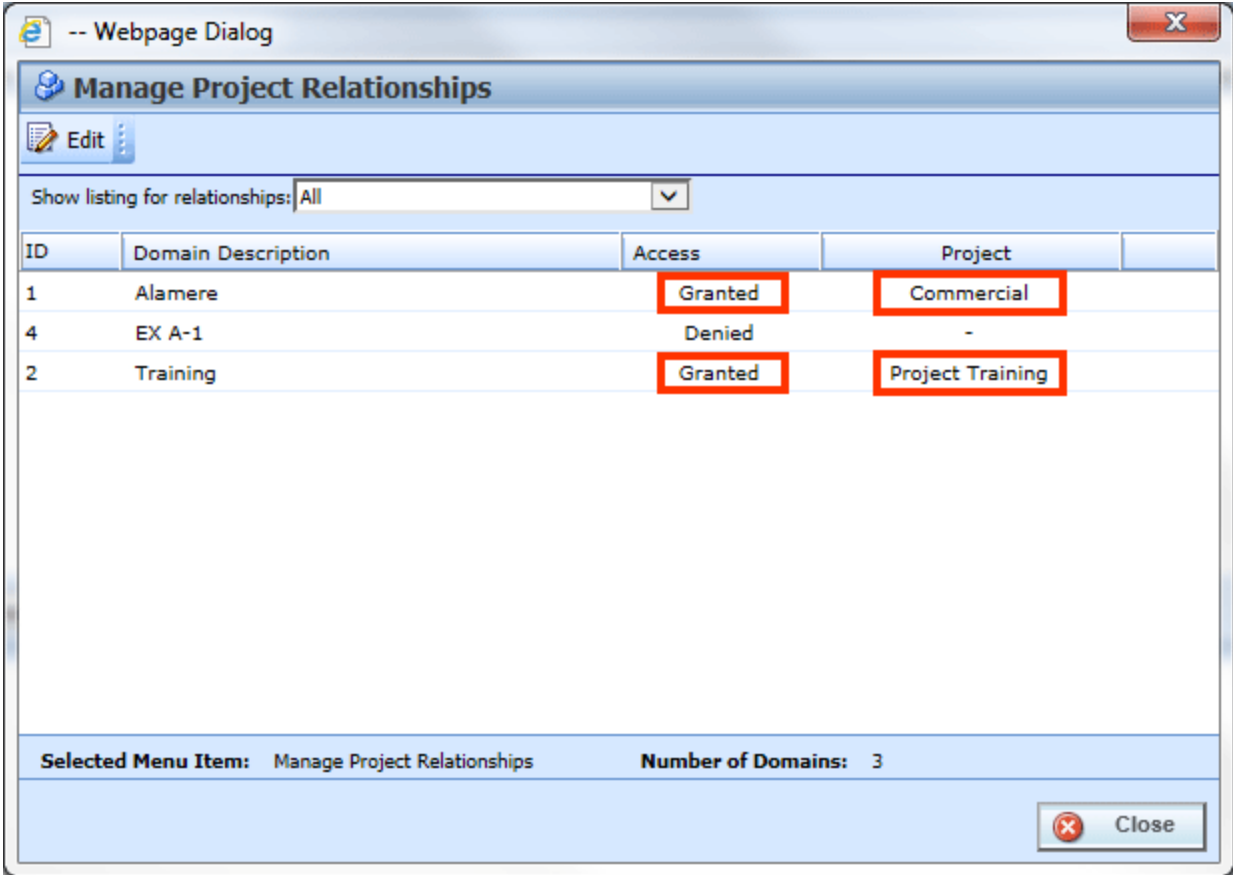 -- Webpage Dialog
X
Manage Project Relationships
Edit
Show listing for relationships: All
ID Domain Description Access Project
1 Alamere Granted Commercial
4 EX A-1 Denied -
2 Training Granted Project Training
Selected Menu Item: Manage Project Relationships Number of Domains: 3
Close